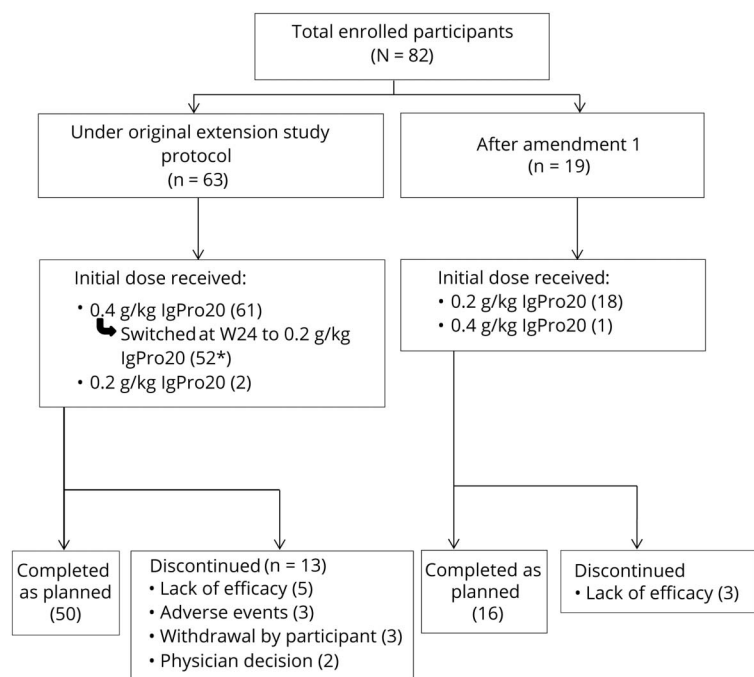 Total enrolled participants
(N = 82)
Under original extension study
protocol
(n = 63)
After amendment 1
(n = 19)
Initial dose received:
• 0.4 g/kg IgPro20 (61)
Switched at W24 to 0.2 g/kg
IgPro20 (52*)
• 0.2 g/kg IgPro20 (2)
Initial dose received:
• 0.2 g/kg IgPro20 (18)
• 0.4 g/kg IgPro20 (1)
Completed
as planned
(50)
Discontinued (n = 13)
• Lack of efficacy (5)
• Adverse events (3)
• Withdrawal by participant (3)
• Physician decision (2)
Completed as
planned
(16)
Discontinued
• Lack of efficacy (3)